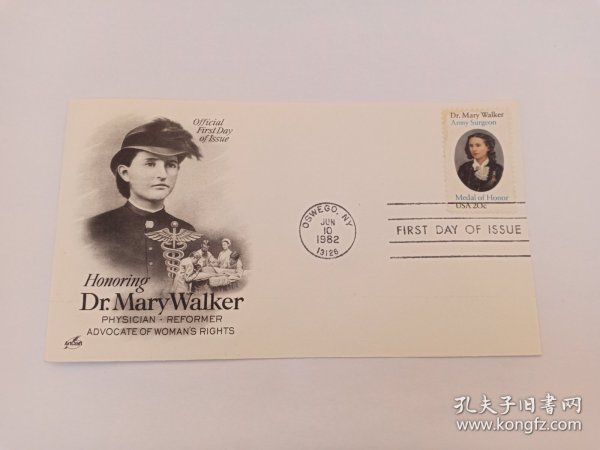 Official
First Day
of Issue
Honoring
Dr. Mary Walker
PHYSICIAN · REFORMER
ADVOCATE OF WOMAN'S RIGHTS
Artcraft
OSWEGO, NY
JUN
10
1982
13126
Dr. Mary Walker
Army Surgeon
Medal of Honor
USA 20c
FIRST DAY OF ISSUE
孔夫子旧书网
www.kongfz.com